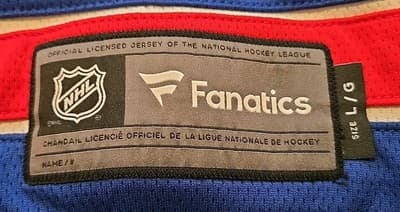 OFFICIAL LICENSED JERSEY OF THE NATIONAL HOCKEY LEAGUE
NHL
Fanatics
SIZE L / G
CHANDAIL LICENCIÉ OFFICIEL DE LA LIGUE NATIONALE DE HOCKEY
NAME / #